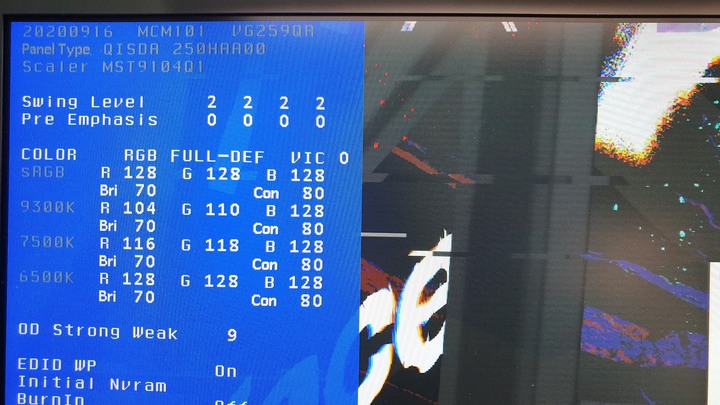 20200916 MCM101 VG259QR
Panel Type QISDA 250HAA00
Scaler MST9104Q1
Swing Level 2 2 2 2
Pre Emphasis 0 0 0 0
COLOR RGB FULL-DEF VIC 0
sRGB R 128 G 128 B 128
Bri 70 Con 80
9300K R 104 G 110 B 128
Bri 70 Con 80
7500K R 116 G 118 B 128
Bri 70 Con 80
6500K R 128 G 128 B 128
Bri 70 Con 80
OD Strong Weak 9
EDID WP On
Initial Nvram
BurnIn Off